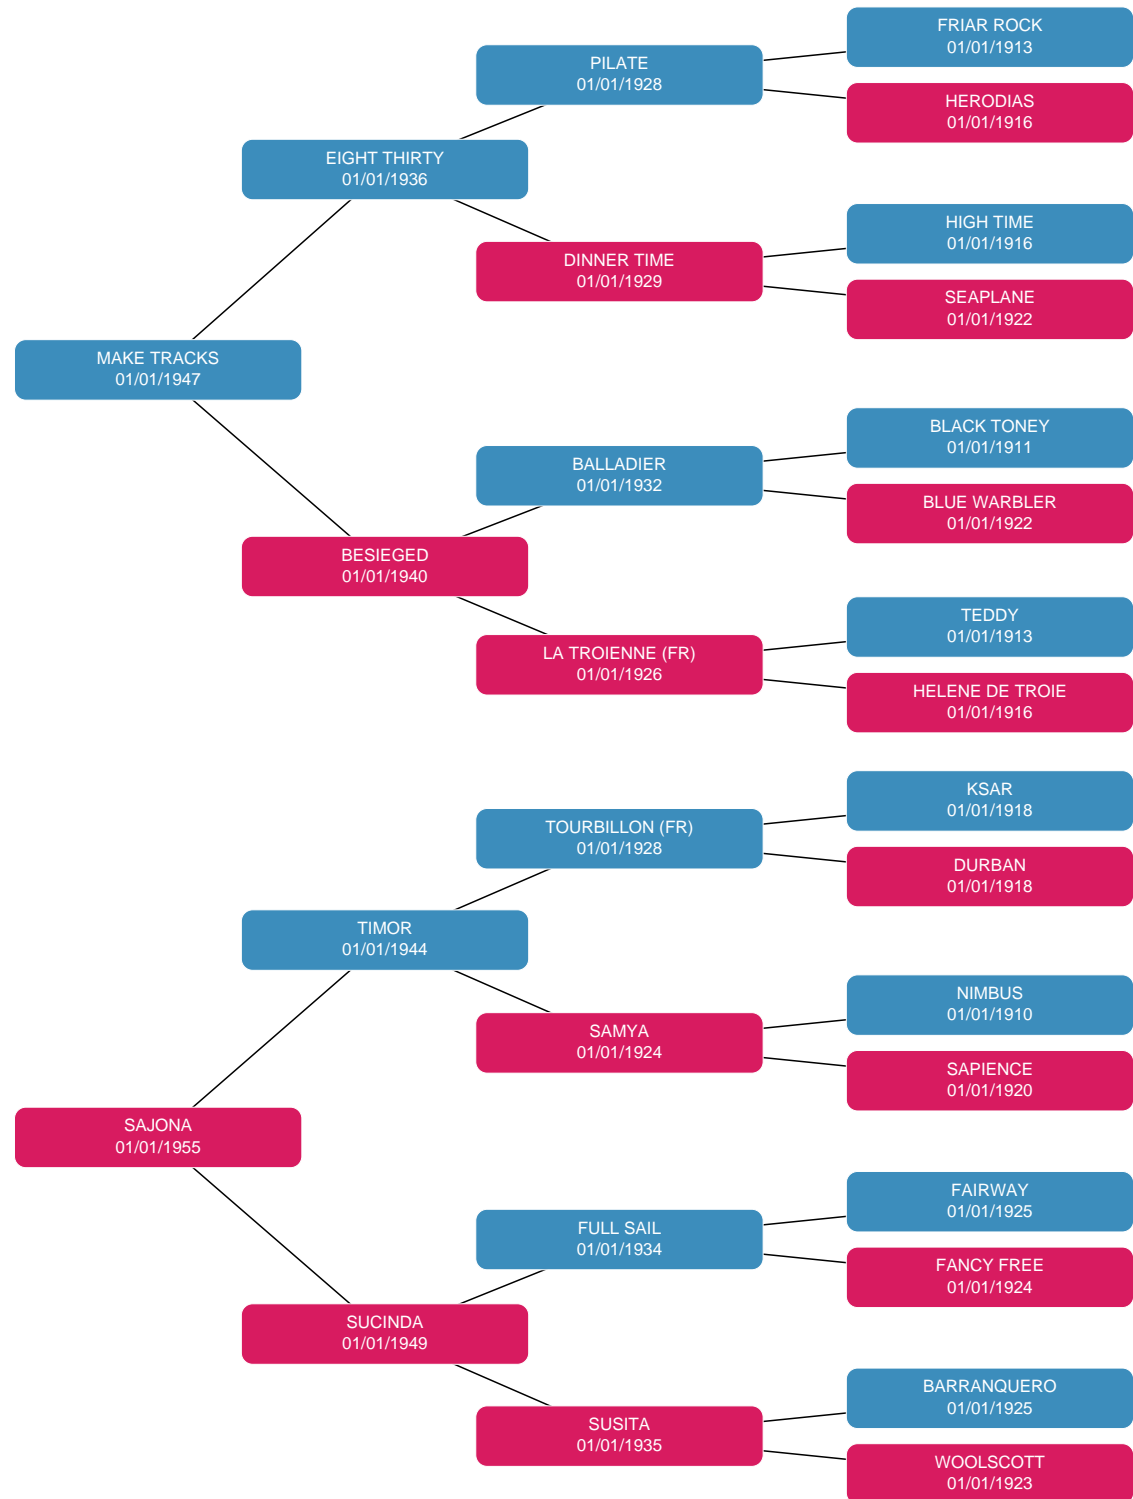 FRIAR ROCK
01/01/1913
PILATE
01/01/1928
HERODIAS
01/01/1916
EIGHT THIRTY
01/01/1936
HIGH TIME
01/01/1916
DINNER TIME
01/01/1929
SEAPLANE
01/01/1922
MAKE TRACKS
01/01/1947
BLACK TONEY
01/01/1911
BALLADIER
01/01/1932
BLUE WARBLER
01/01/1922
BESIEGED
01/01/1940
TEDDY
01/01/1913
LA TROIENNE (FR)
01/01/1926
HELENE DE TROIE
01/01/1916
KSAR
01/01/1918
TOURBILLON (FR)
01/01/1928
DURBAN
01/01/1918
TIMOR
01/01/1944
NIMBUS
01/01/1910
SAMYA
01/01/1924
SAPIENCE
01/01/1920
SAJONA
01/01/1955
FAIRWAY
01/01/1925
FULL SAIL
01/01/1934
FANCY FREE
01/01/1924
SUCINDA
01/01/1949
BARRANQUERO
01/01/1925
SUSITA
01/01/1935
WOOLSCOTT
01/01/1923